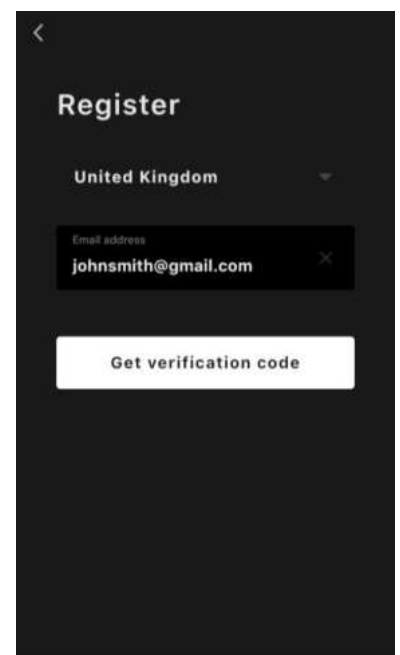 Register
United Kingdom
Email address
johnsmith@gmail.com
Get verification code